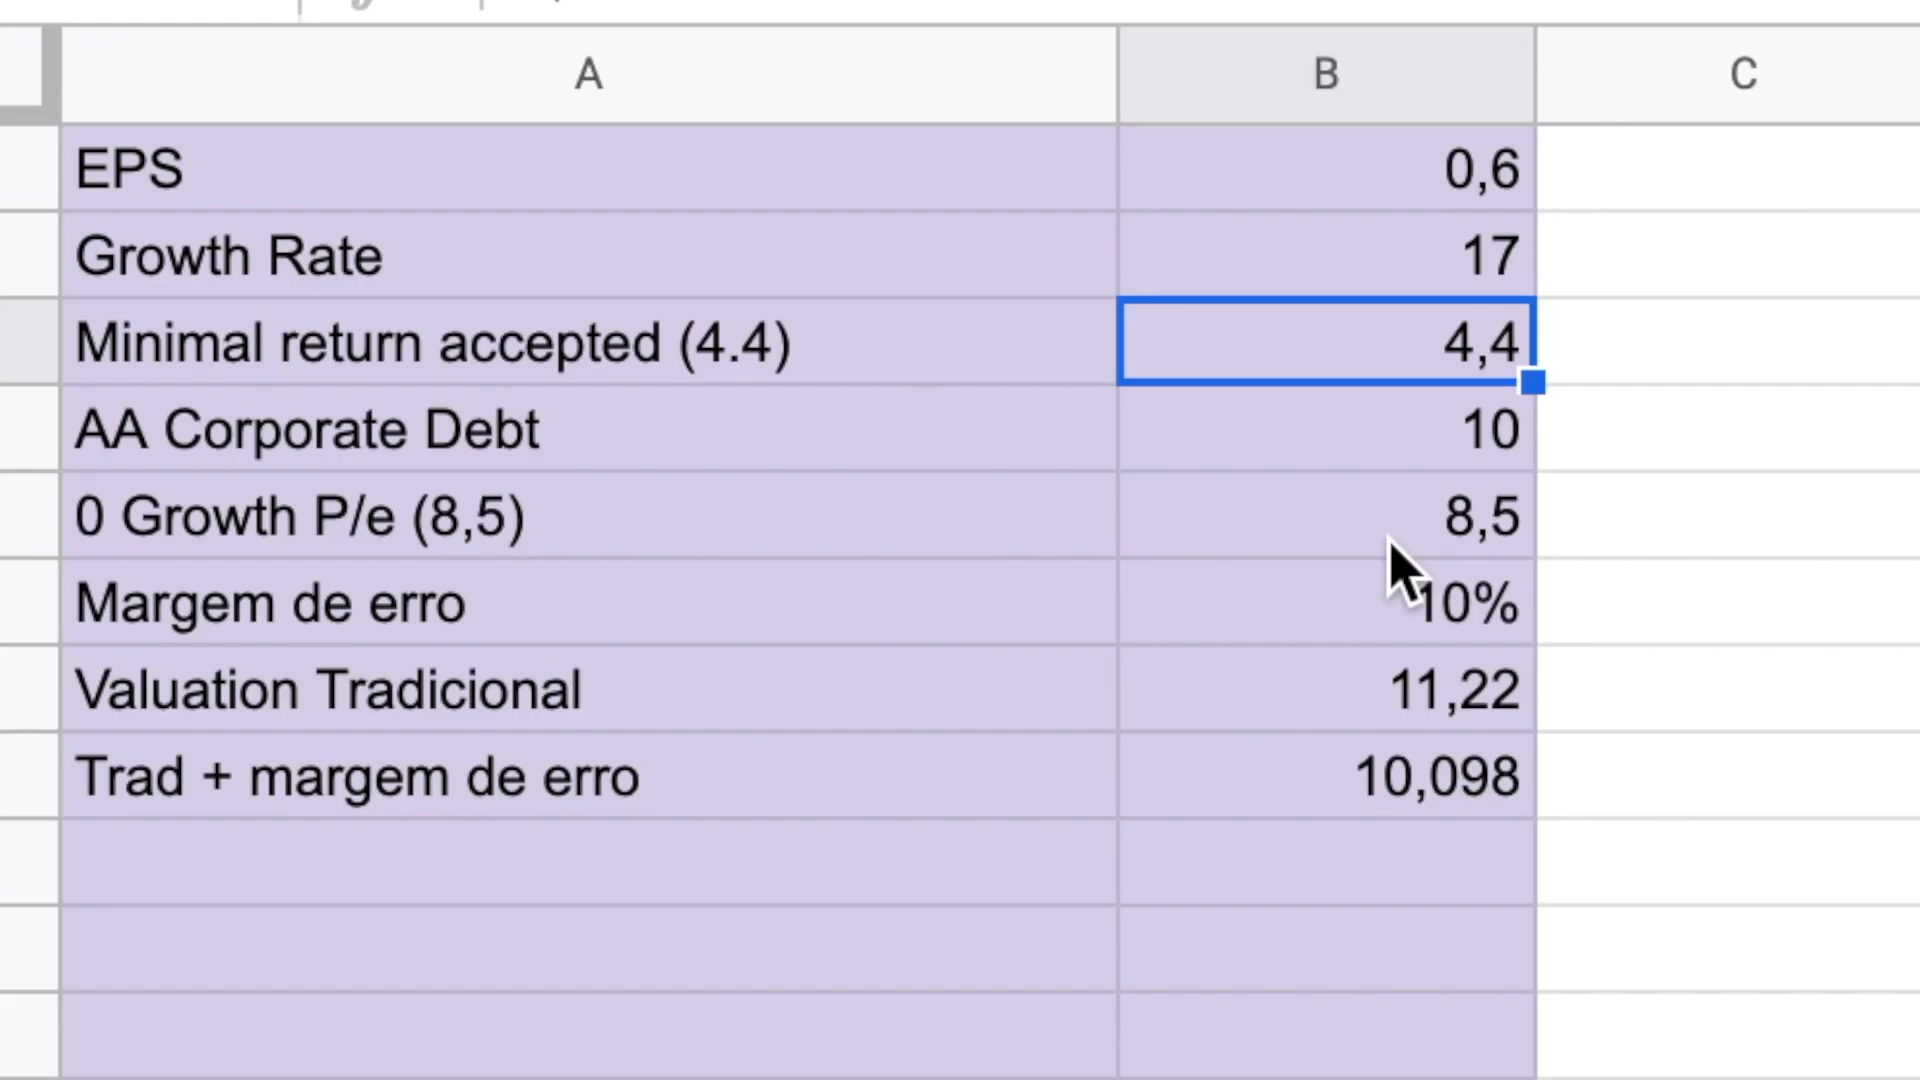 A B C
EPS 0,6
Growth Rate 17
Minimal return accepted (4.4) 4,4
AA Corporate Debt 10
0 Growth P/e (8,5) 8,5
Margem de erro 10%
Valuation Tradicional 11,22
Trad + margem de erro 10,098